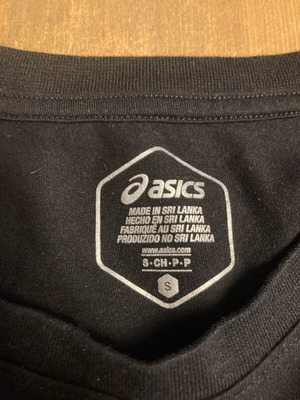 asics
MADE IN SRI LANKA
HECHO EN SRI LANKA
FABRIQUÉ AU SRI LANKA
PRODUZIDO NO SRI LANKA
www.asics.com
S·CH·P·P
S